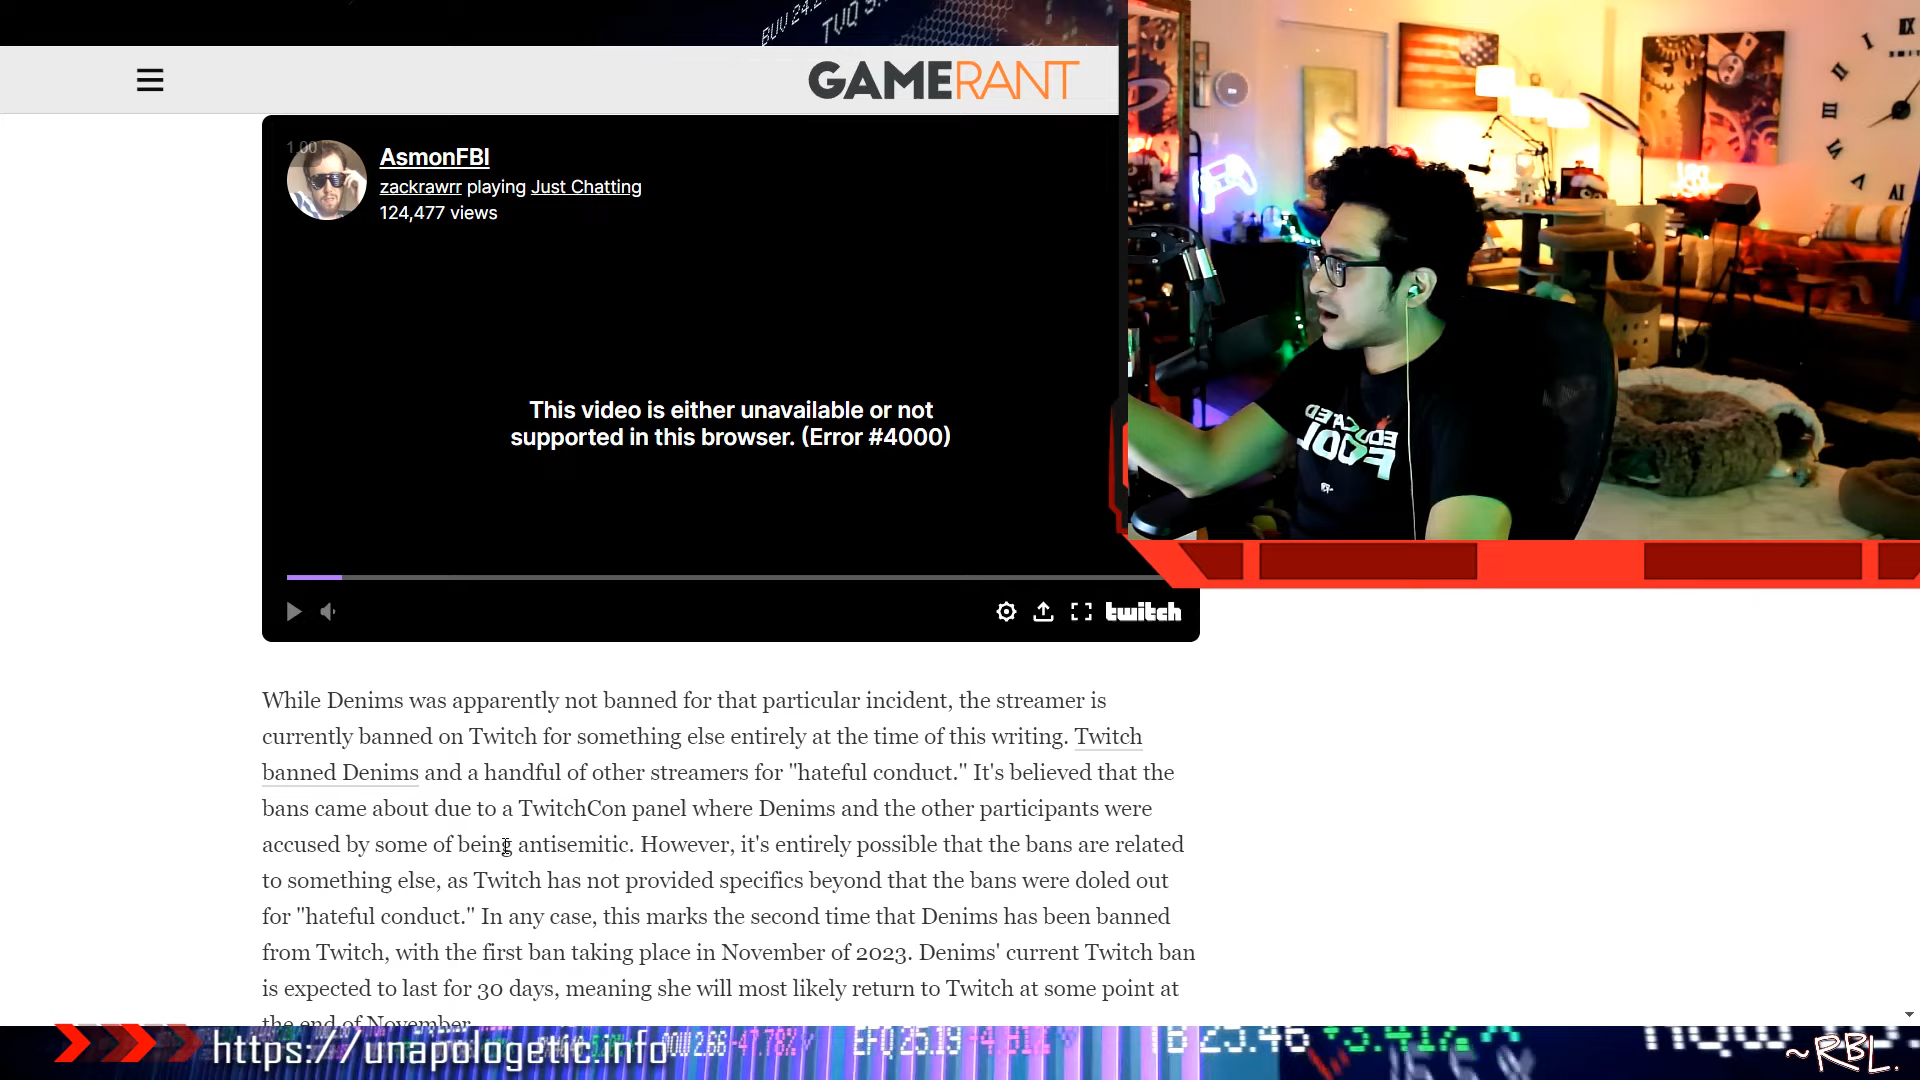 GAMERANT
1.00
AsmonFBI
zackrawrr playing Just Chatting
124,477 views
This video is either unavailable or not
supported in this browser. (Error #4000)
twitch
EDUCATED
FOOL
While Denims was apparently not banned for that particular incident, the streamer is
currently banned on Twitch for something else entirely at the time of this writing. Twitch
banned Denims and a handful of other streamers for "hateful conduct." It's believed that the
bans came about due to a TwitchCon panel where Denims and the other participants were
accused by some of being antisemitic. However, it's entirely possible that the bans are related
to something else, as Twitch has not provided specifics beyond that the bans were doled out
for "hateful conduct." In any case, this marks the second time that Denims has been banned
from Twitch, with the first ban taking place in November of 2023. Denims' current Twitch ban
is expected to last for 30 days, meaning she will most likely return to Twitch at some point at
the end of November.
https://unapologetic.info
~RBL.